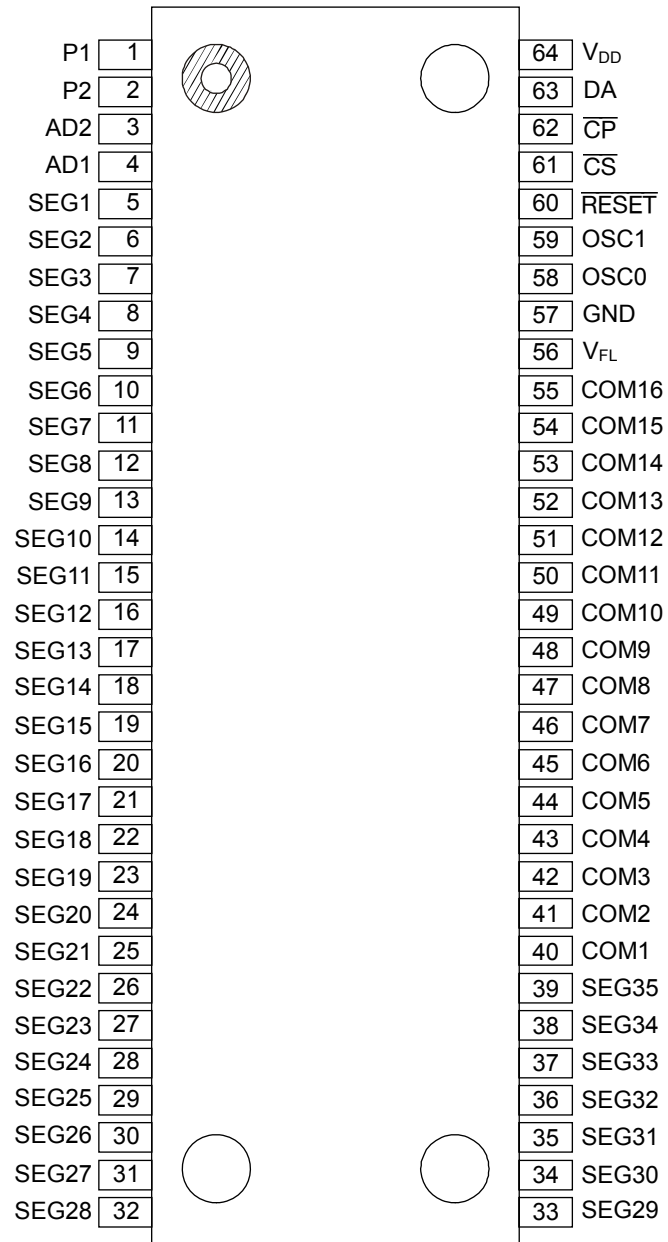 P1 1 64 VDD
P2 2 63 DA
AD2 3 62 C̅P̅
AD1 4 61 C̅S̅
SEG1 5 60 R̅E̅S̅E̅T̅
SEG2 6 59 OSC1
SEG3 7 58 OSC0
SEG4 8 57 GND
SEG5 9 56 VFL
SEG6 10 55 COM16
SEG7 11 54 COM15
SEG8 12 53 COM14
SEG9 13 52 COM13
SEG10 14 51 COM12
SEG11 15 50 COM11
SEG12 16 49 COM10
SEG13 17 48 COM9
SEG14 18 47 COM8
SEG15 19 46 COM7
SEG16 20 45 COM6
SEG17 21 44 COM5
SEG18 22 43 COM4
SEG19 23 42 COM3
SEG20 24 41 COM2
SEG21 25 40 COM1
SEG22 26 39 SEG35
SEG23 27 38 SEG34
SEG24 28 37 SEG33
SEG25 29 36 SEG32
SEG26 30 35 SEG31
SEG27 31 34 SEG30
SEG28 32 33 SEG29